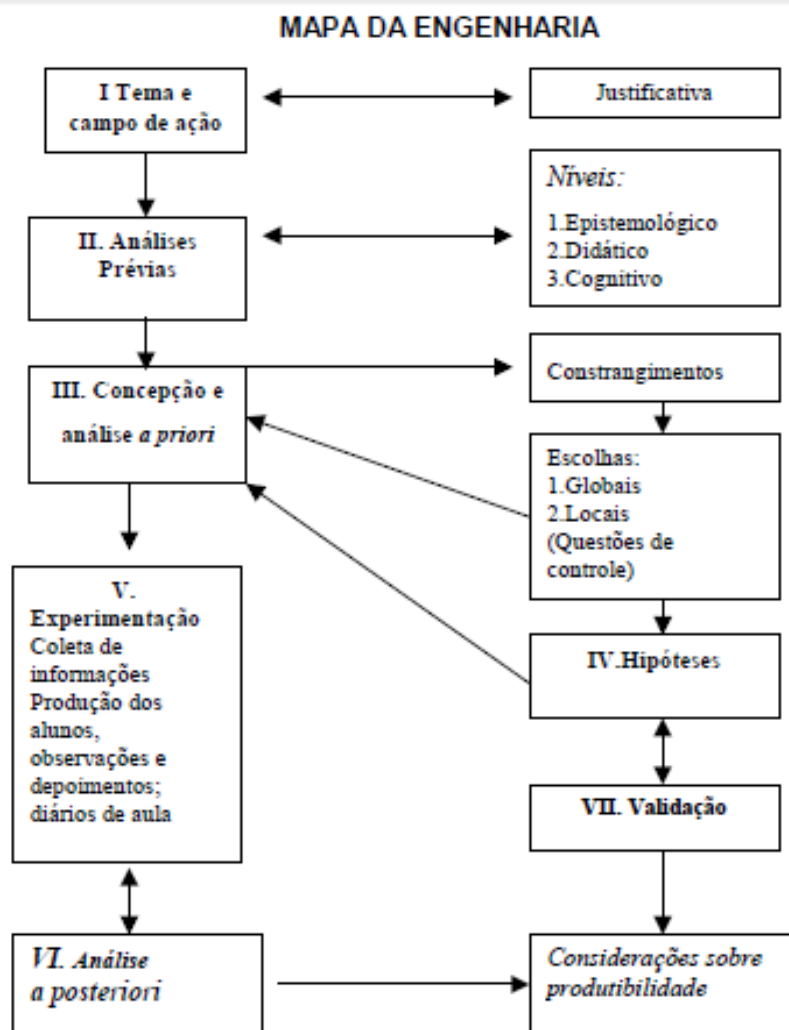 MAPA DA ENGENHARIA
I Tema e
campo de ação
Justificativa
II. Análises
Prévias
Níveis:
1.Epistemológico
2.Didático
3.Cognitivo
III. Concepção e
análise a priori
Constrangimentos
Escolhas:
1.Globais
2.Locais
(Questões de
controle)
V.
Experimentação
Coleta de
informações
Produção dos
alunos,
observações e
depoimentos;
diários de aula
IV.Hipóteses
VII. Validação
VI. Análise
a posteriori
Considerações sobre
produtibilidade